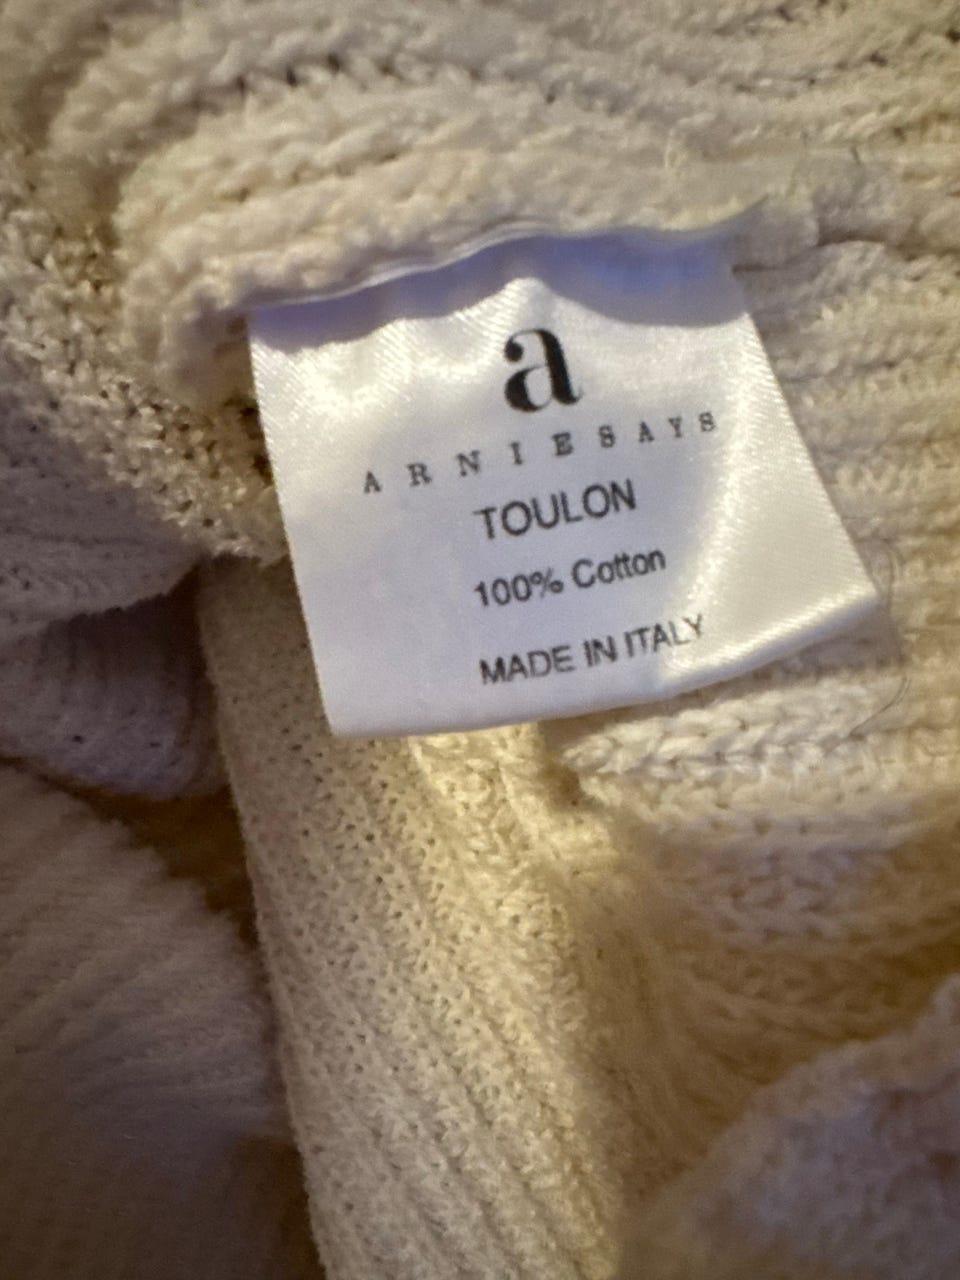 a
ARNIESAYS
TOULON
100% Cotton
MADE IN ITALY